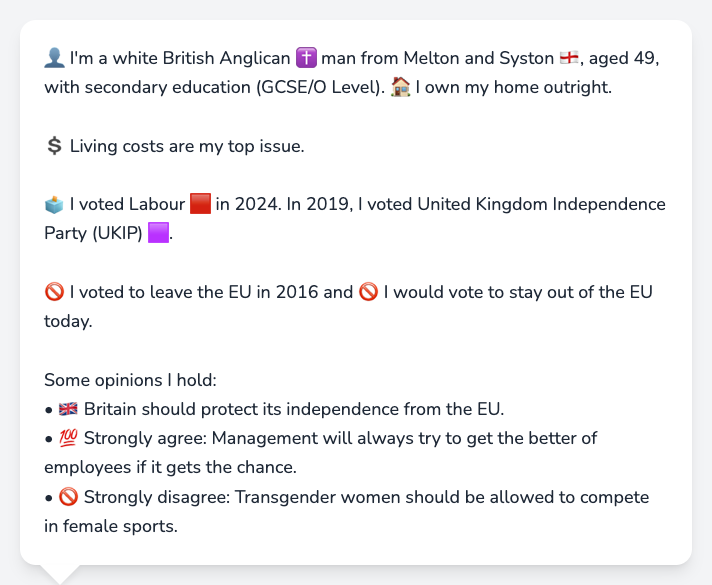 👤 I'm a white British Anglican ✝️ man from Melton and Syston 🏴󠁧󠁢󠁥󠁮󠁧󠁿, aged 49,
with secondary education (GCSE/O Level). 🏠 I own my home outright.
💲 Living costs are my top issue.
🗳️ I voted Labour 🟥 in 2024. In 2019, I voted United Kingdom Independence
Party (UKIP) 🟪.
🚫 I voted to leave the EU in 2016 and 🚫 I would vote to stay out of the EU
today.
Some opinions I hold:
• 🇬🇧 Britain should protect its independence from the EU.
• 💯 Strongly agree: Management will always try to get the better of
employees if it gets the chance.
• 🚫 Strongly disagree: Transgender women should be allowed to compete
in female sports.